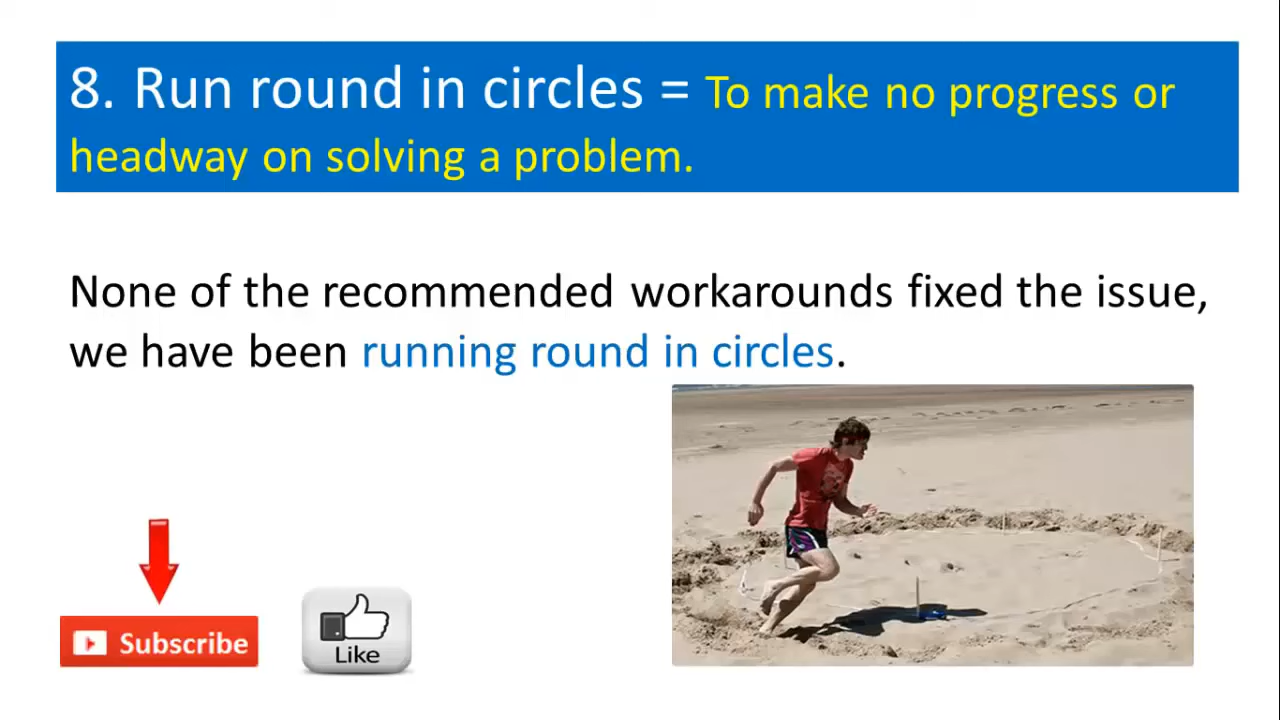 8. Run round in circles = To make no progress or
headway on solving a problem.
None of the recommended workarounds fixed the issue,
we have been running round in circles.
Subscribe
Like